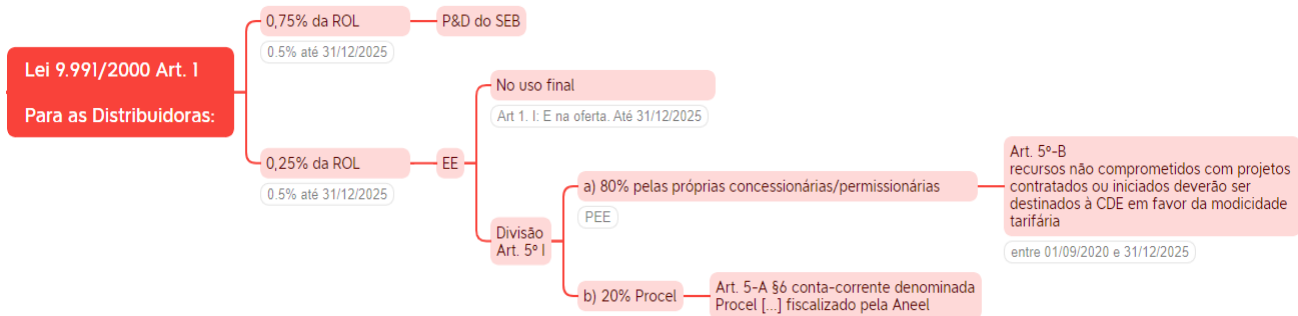 Lei 9.991/2000 Art. 1
Para as Distribuidoras:
0,75% da ROL
0.5% até 31/12/2025
P&D do SEB
0,25% da ROL
0.5% até 31/12/2025
EE
No uso final
Art 1. I: E na oferta. Até 31/12/2025
Divisão
Art. 5º I
a) 80% pelas próprias concessionárias/permissionárias
PEE
Art. 5º-B
recursos não comprometidos com projetos
contratados ou iniciados deverão ser
destinados à CDE em favor da modicidade
tarifária
entre 01/09/2020 e 31/12/2025
b) 20% Procel
Art. 5-A §6 conta-corrente denominada
Procel [...] fiscalizado pela Aneel